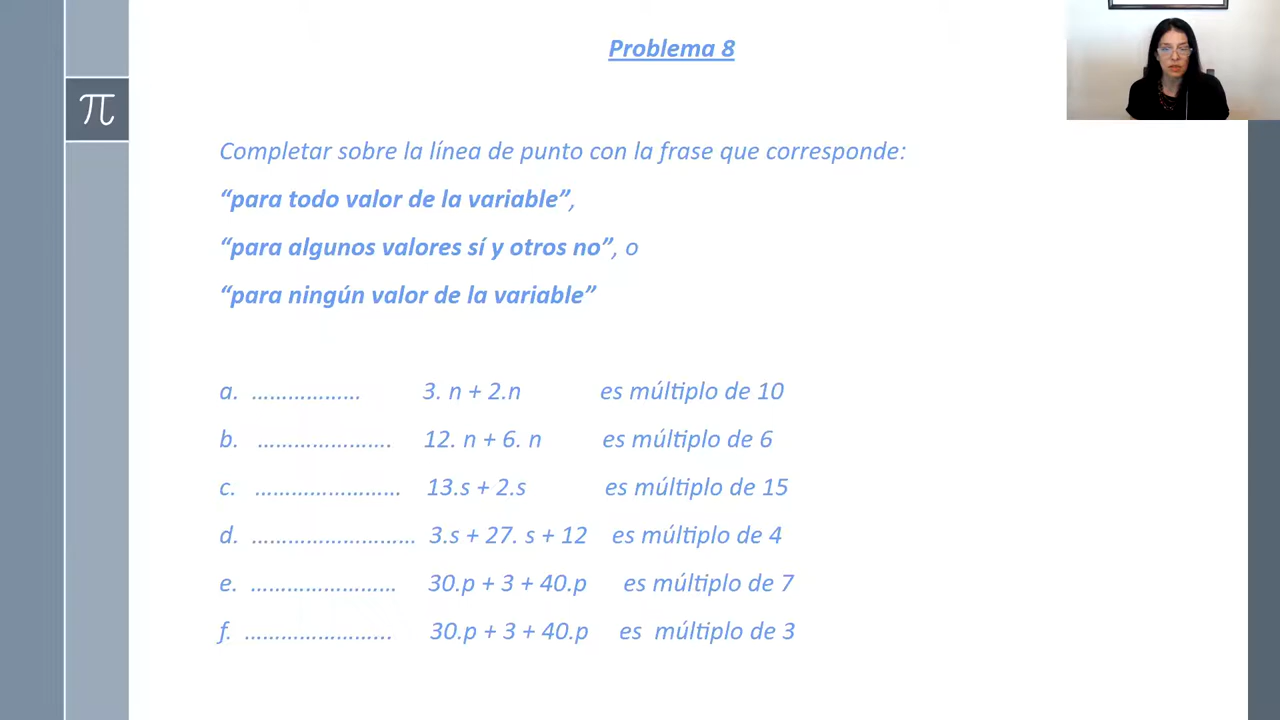 Problema 8
π
Completar sobre la línea de punto con la frase que corresponde:
“para todo valor de la variable”,
“para algunos valores sí y otros no”, o
“para ningún valor de la variable”
a. ……………… 3. n + 2.n es múltiplo de 10
b. …………………. 12. n + 6. n es múltiplo de 6
c. …………………… 13.s + 2.s es múltiplo de 15
d. ……………………… 3.s + 27. s + 12 es múltiplo de 4
e. …………………… 30.p + 3 + 40.p es múltiplo de 7
f. ………………….. 30.p + 3 + 40.p es múltiplo de 3